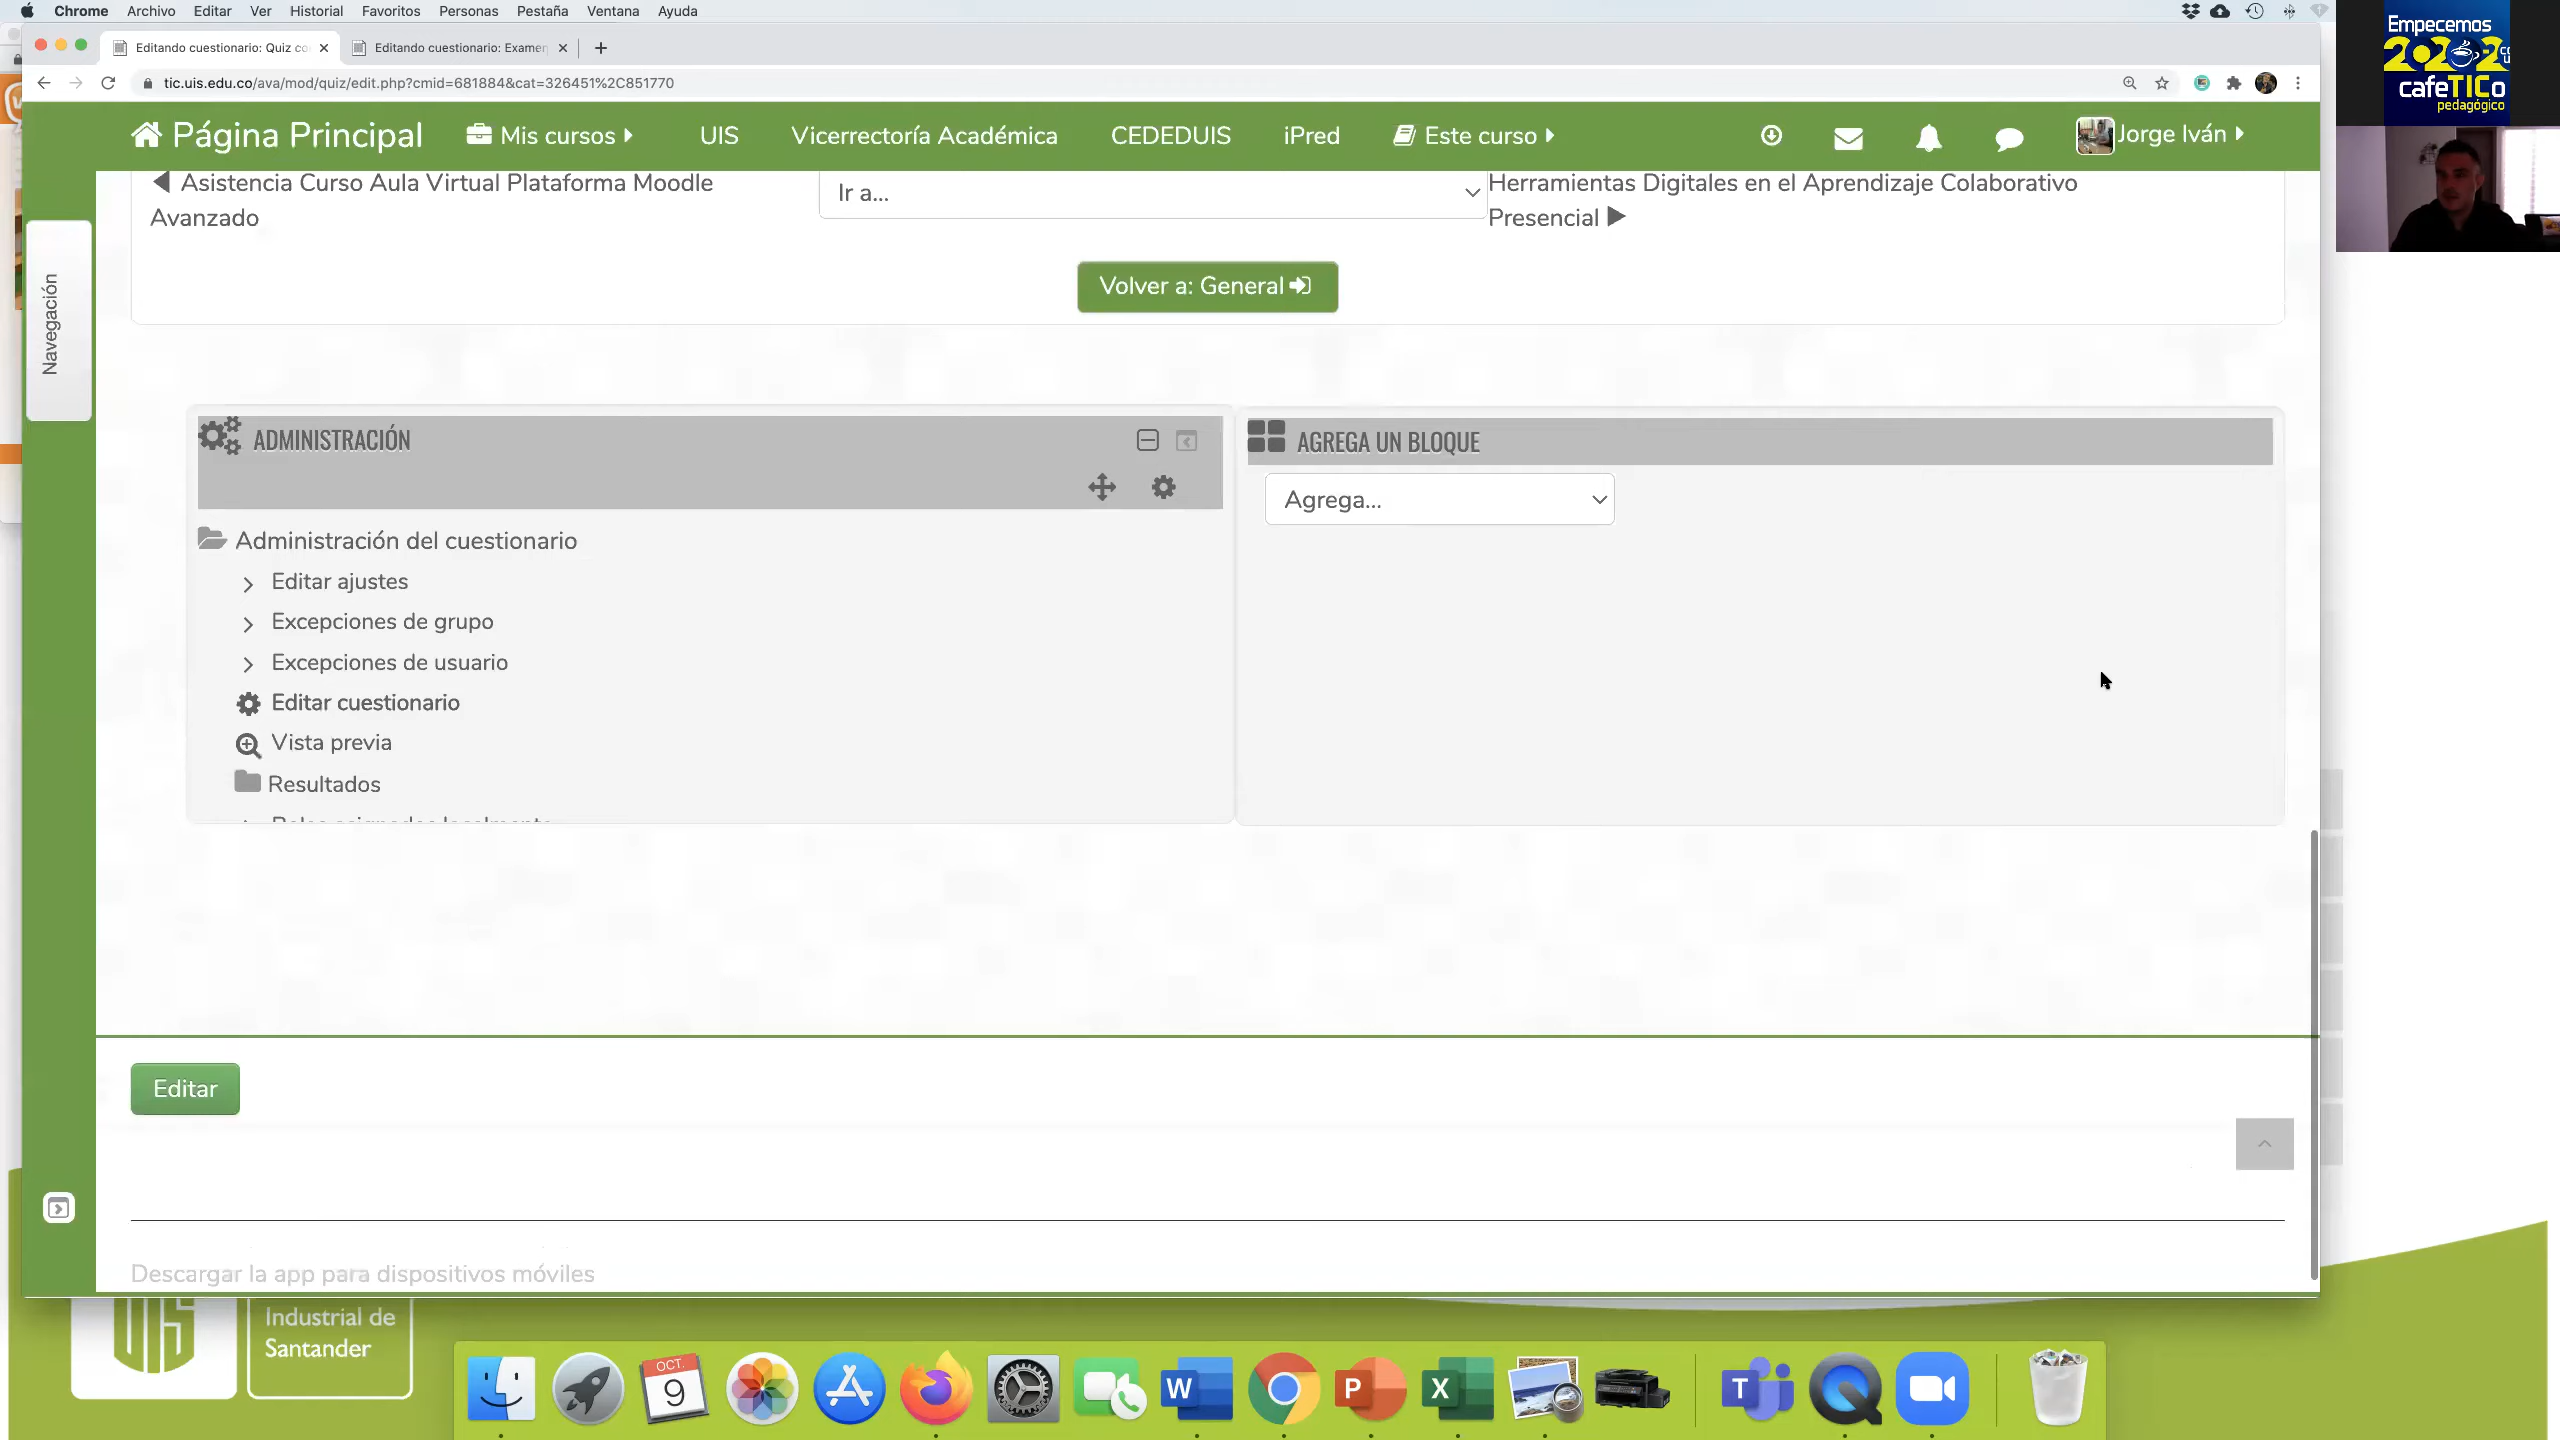 Chrome Archivo Editar Ver Historial Favoritos Personas Pestaña Ventana Ayuda
Editando cuestionario: Quiz co
Editando cuestionario: Examen
tic.uis.edu.co/ava/mod/quiz/edit.php?cmid=681884&cat=326451%2C851770
Página Principal Mis cursos UIS Vicerrectoría Académica CEDEDUIS iPred Este curso Jorge Iván
Asistencia Curso Aula Virtual Plataforma Moodle
Avanzado
Ir a...
Herramientas Digitales en el Aprendizaje Colaborativo
Presencial
Navegación
Volver a: General
ADMINISTRACIÓN
AGREGA UN BLOQUE
Agrega...
Administración del cuestionario
Editar ajustes
Excepciones de grupo
Excepciones de usuario
Editar cuestionario
Vista previa
Resultados
Editar
Descargar la app para dispositivos móviles
Industrial de
Santander
OCT.
9
Empecemos
cafeTICo
pedagógico